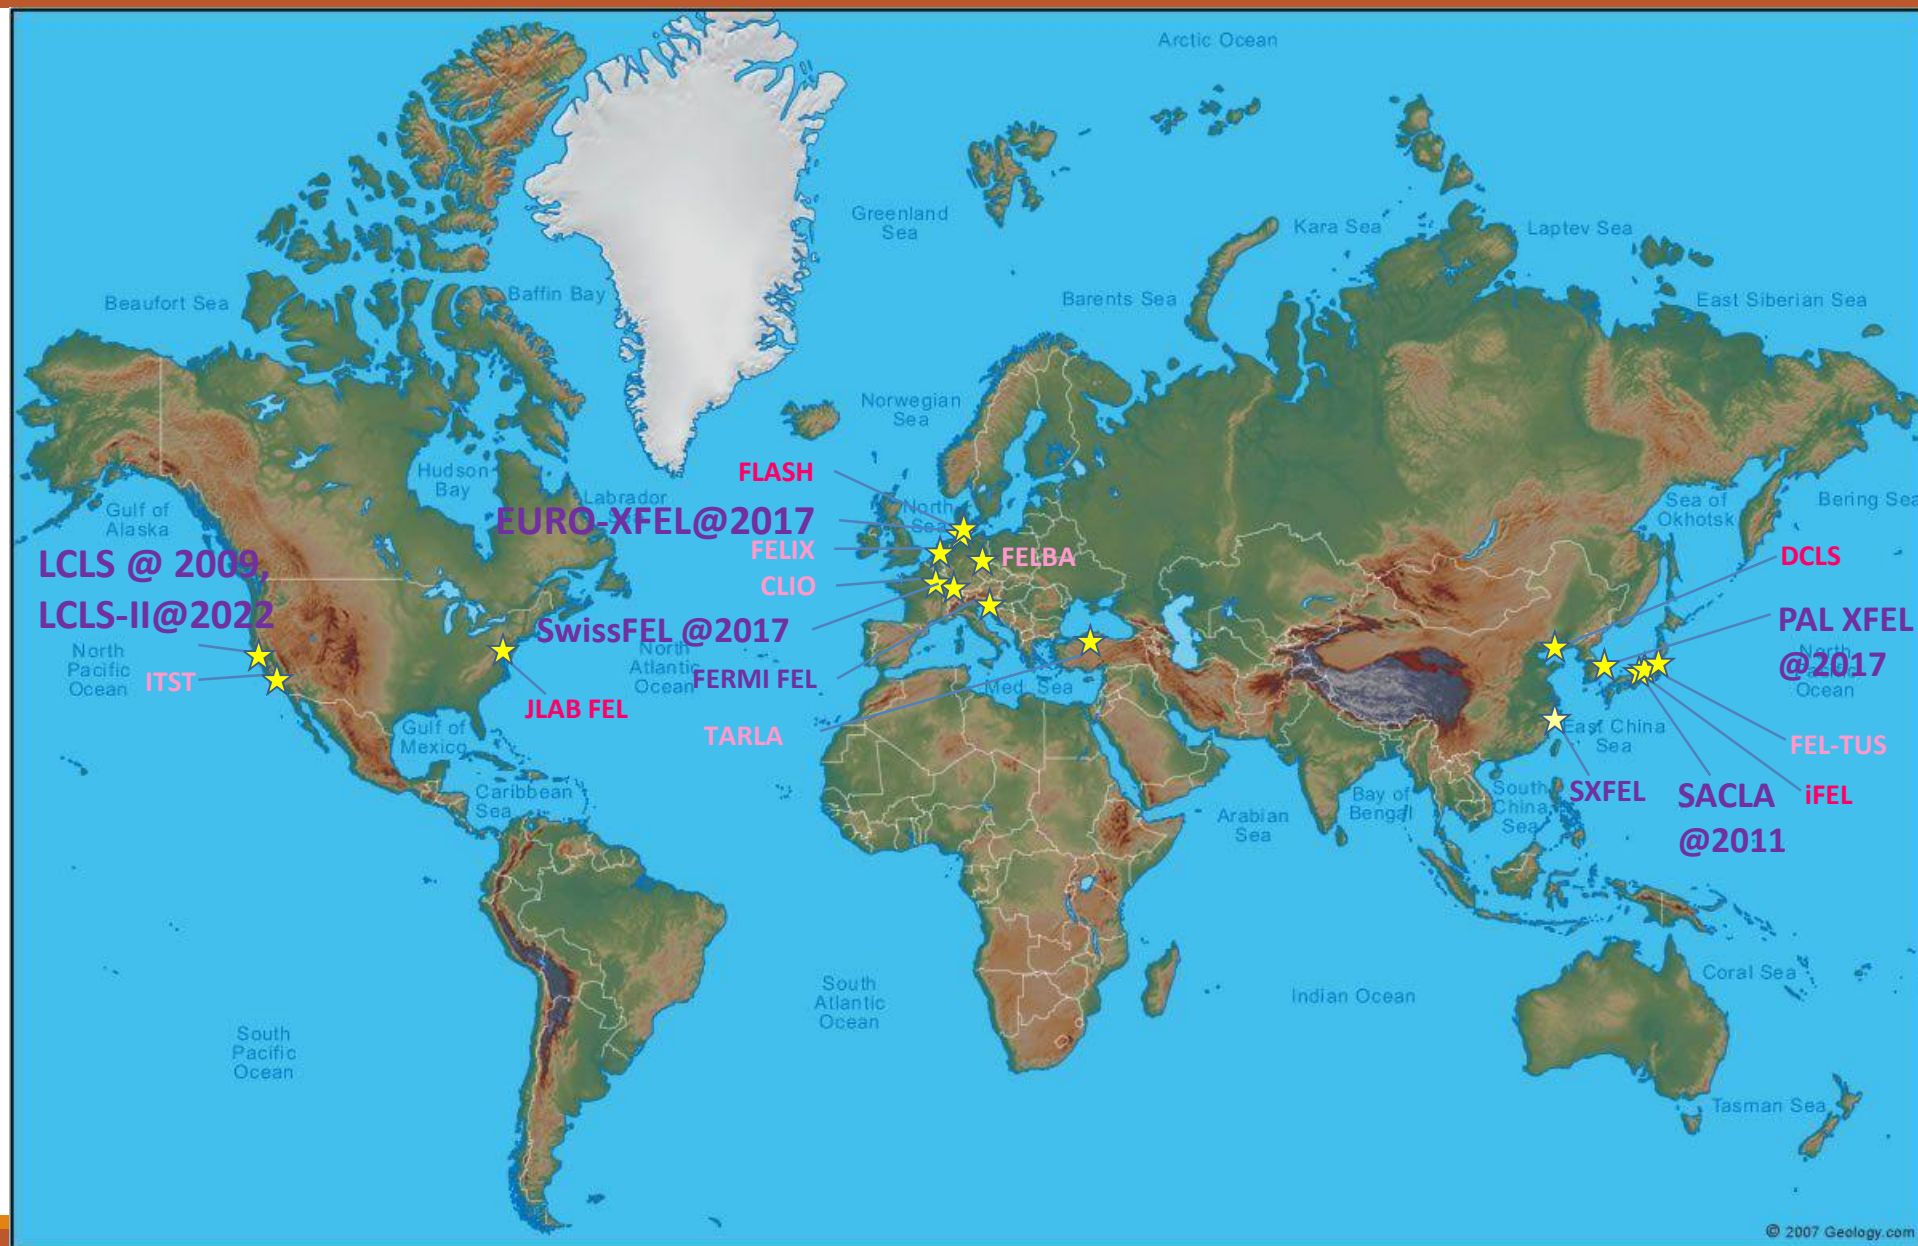 Arctic Ocean
Greenland
Sea
Kara Sea
Laptev Sea
Beaufort Sea
Baffin Bay
Barents Sea
East Siberian Sea
Norwegian
Sea
Hudson
Bay
Labrador
Sea
Gulf of
Alaska
North
Sea
Sea of
Okhotsk
Bering Sea
FLASH
EURO-XFEL@2017
FELIX
FELBA
CLIO
DCLS
LCLS @ 2009,
LCLS-II@2022
SwissFEL @2017
PAL XFEL
@2017
North
Pacific
Ocean
ITST
North
Atlantic
Ocean
FERMI FEL
Med. Sea
North
Pacific
Ocean
JLAB FEL
TARLA
Gulf of
Mexico
East China
Sea
FEL-TUS
Caribbean
Sea
Arabian
Sea
Bay of
Bengal
South
China
Sea
SXFEL
SACLA
@2011
iFEL
South
Atlantic
Ocean
Indian Ocean
Coral Sea
South
Pacific
Ocean
Tasman Sea
© 2007 Geology.com